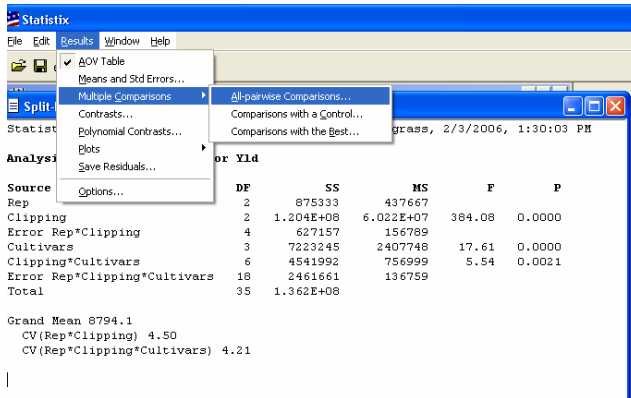 Statistix
File Edit Results Window Help
AOV Table
Means and Std Errors...
Multiple Comparisons
Contrasts...
Polynomial Contrasts...
Plots
Save Residuals...
Options...
All-pairwise Comparisons...
Comparisons with a Control...
Comparisons with the Best...
Split-
Statist grass, 2/3/2006, 1:30:03 PM
Analysi or Yld
Source DF SS MS F P
Rep 2 875333 437667
Clipping 2 1.204E+08 6.022E+07 384.08 0.0000
Error Rep*Clipping 4 627157 156789
Cultivars 3 7223245 2407748 17.61 0.0000
Clipping*Cultivars 6 4541992 756999 5.54 0.0021
Error Rep*Clipping*Cultivars 18 2461661 136759
Total 35 1.362E+08
Grand Mean 8794.1
CV(Rep*Clipping) 4.50
CV(Rep*Clipping*Cultivars) 4.21